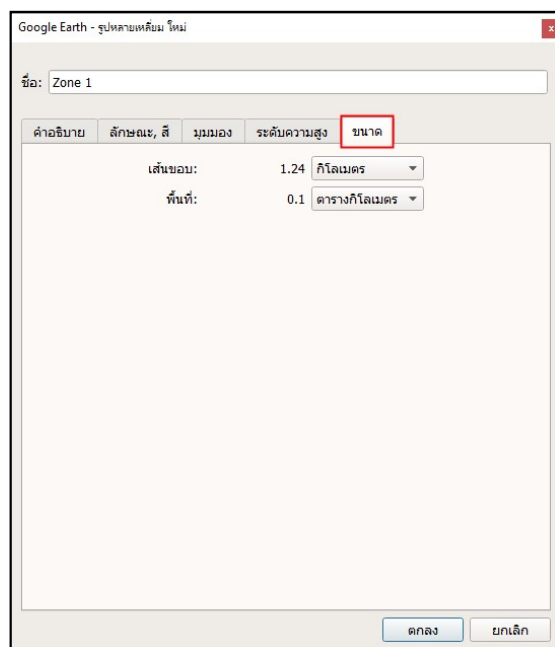 Google Earth - รูปหลายเหลี่ยม ใหม่
x
ชื่อ: Zone 1
คำอธิบาย ลักษณะ, สี มุมมอง ระดับความสูง ขนาด
เส้นขอบ: 1.24 กิโลเมตร
พื้นที่: 0.1 ตารางกิโลเมตร
ตกลง ยกเลิก